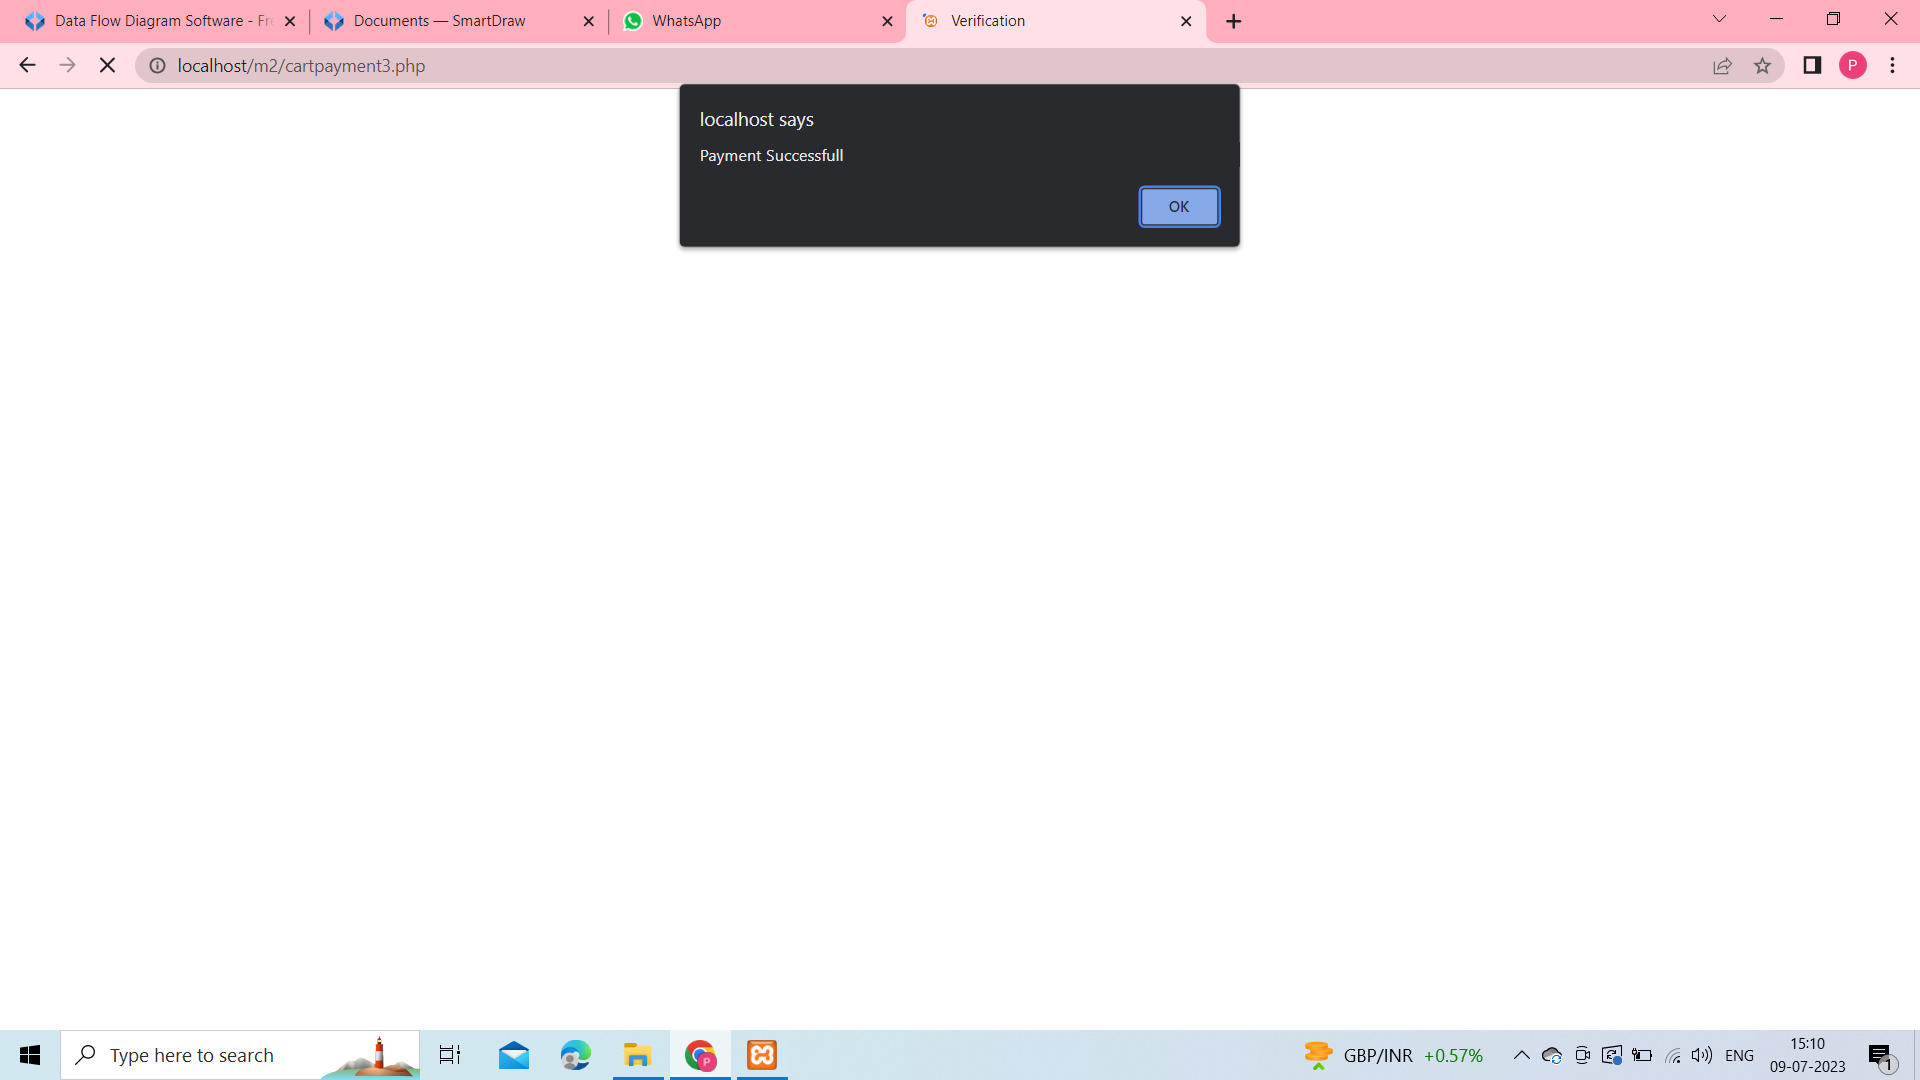 Data Flow Diagram Software - Fre
Documents — SmartDraw
WhatsApp
Verification
localhost/m2/cartpayment3.php
P
localhost says
Payment Successfull
OK
Type here to search
P
GBP/INR +0.57%
ENG
15:10
09-07-2023
1